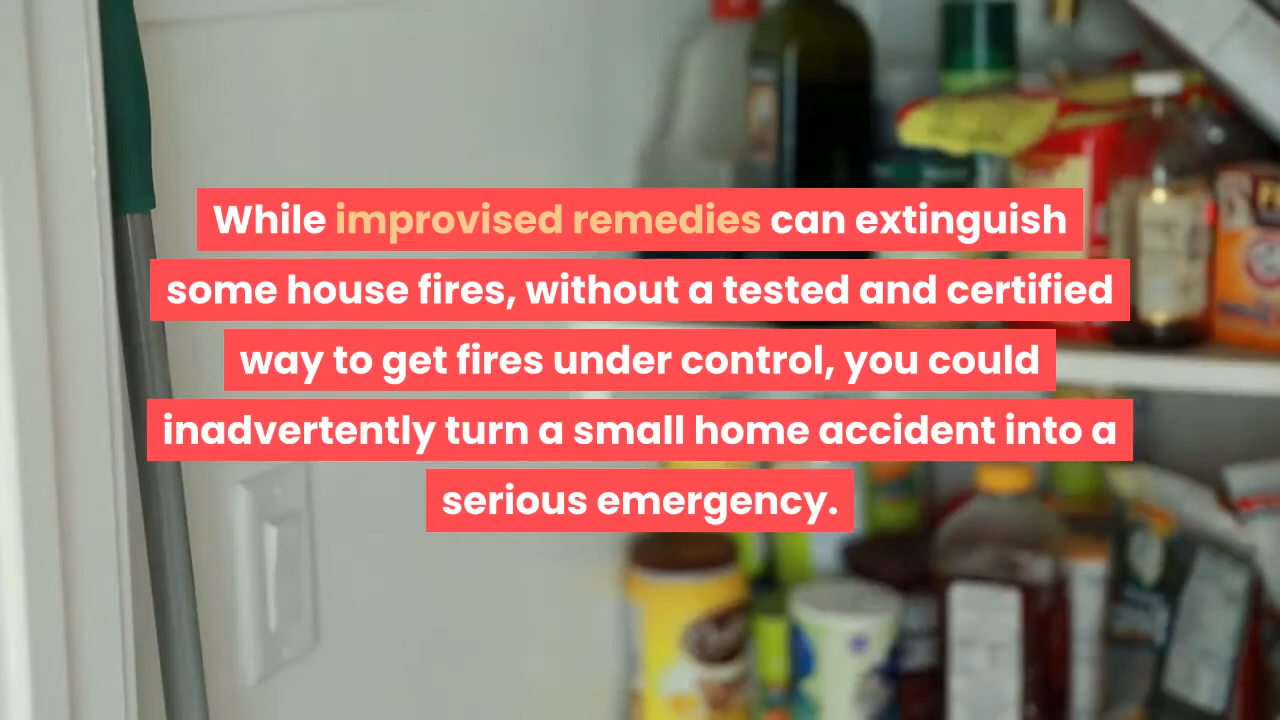 While improvised remedies can extinguish
some house fires, without a tested and certified
way to get fires under control, you could
inadvertently turn a small home accident into a
serious emergency.